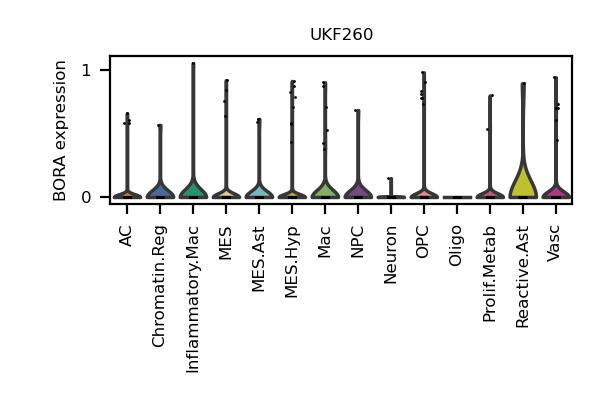 UKF260
BORA expression
1
0
AC
Chromatin.Reg
Inflammatory.Mac
MES
MES.Ast
MES.Hyp
Mac
NPC
Neuron
OPC
Oligo
Prolif.Metab
Reactive.Ast
Vasc